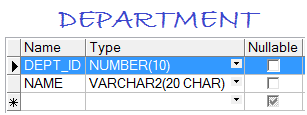 DEPARTMENT
Name Type Nullable
DEPT_ID NUMBER(10)
NAME VARCHAR2(20 CHAR)